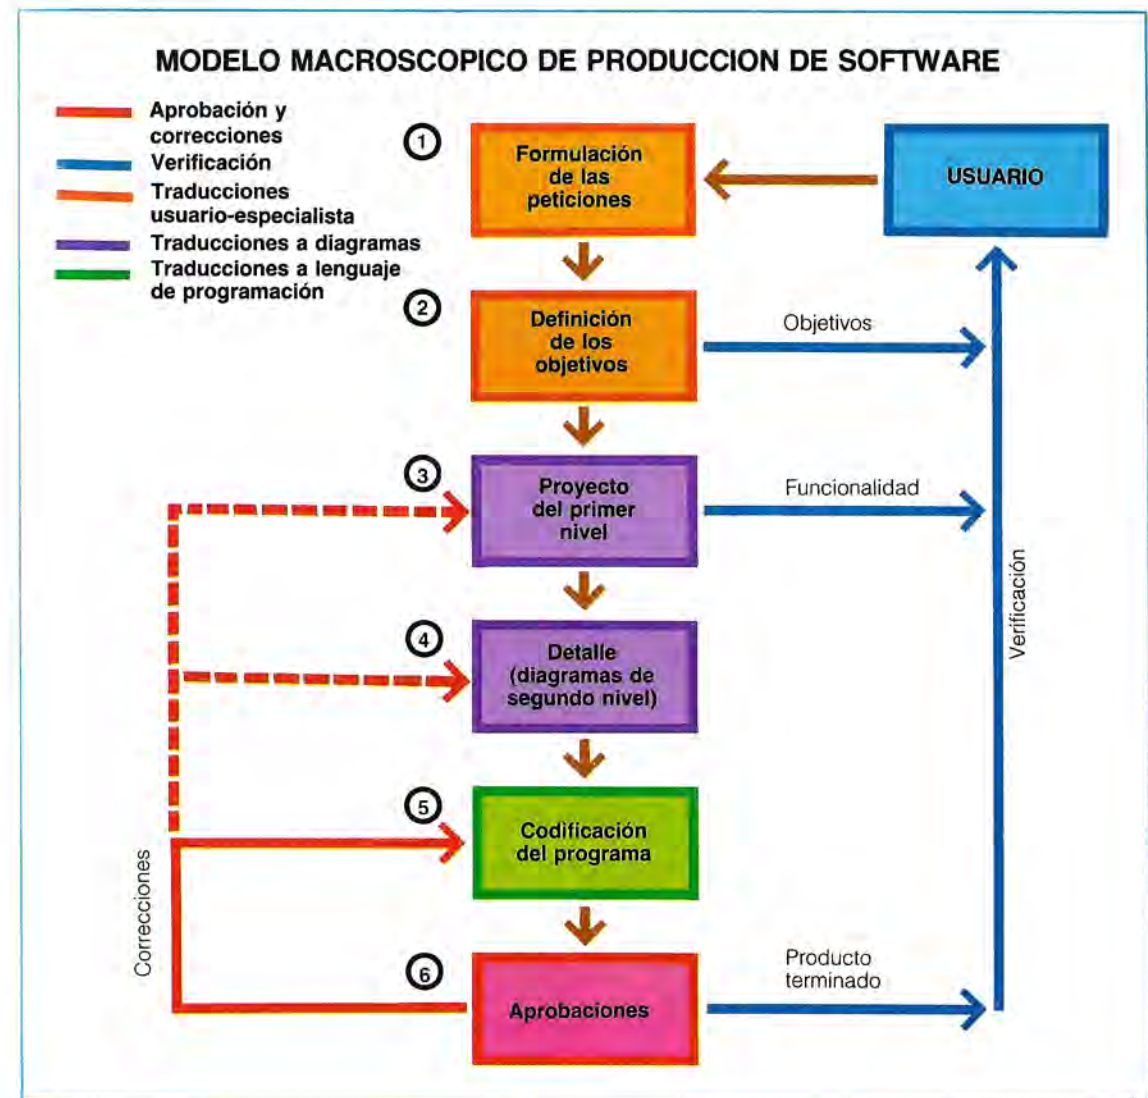 MODELO MACROSCOPICO DE PRODUCCION DE SOFTWARE
Aprobación y
correcciones
Verificación
Traducciones
usuario-especialista
Traducciones a diagramas
Traducciones a lenguaje
de programación
1
Formulación
de las
peticiones
USUARIO
2
Definición
de los
objetivos
Objetivos
3
Proyecto
del primer
nivel
Funcionalidad
Verificación
4
Detalle
(diagramas de
segundo nivel)
5
Codificación
del programa
Correcciones
6
Aprobaciones
Producto
terminado